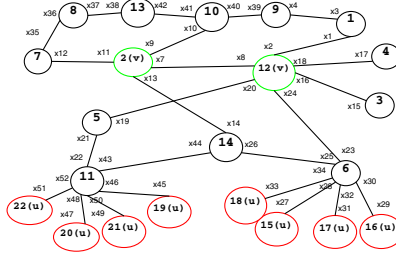 x36 8 x37 x38 13 x42 x41 10 x40 x39 9 x4 x3 1
x35 x9 x10 x2 x1
7 x12 x11 2(v) x7 x8 12(v) x18 x17 4
x13 x20 x16 x24 x15 3
5 x19 x14
x21 x44 14 x26 x23
x22 x43 x25 6
x52 11 x46 x45 x34 x28 x30
x51 x48 x50 x33 x32
22(u) x47 x49 19(u) 18(u) x27 x31 x29
20(u) 21(u) 15(u) 17(u) 16(u)